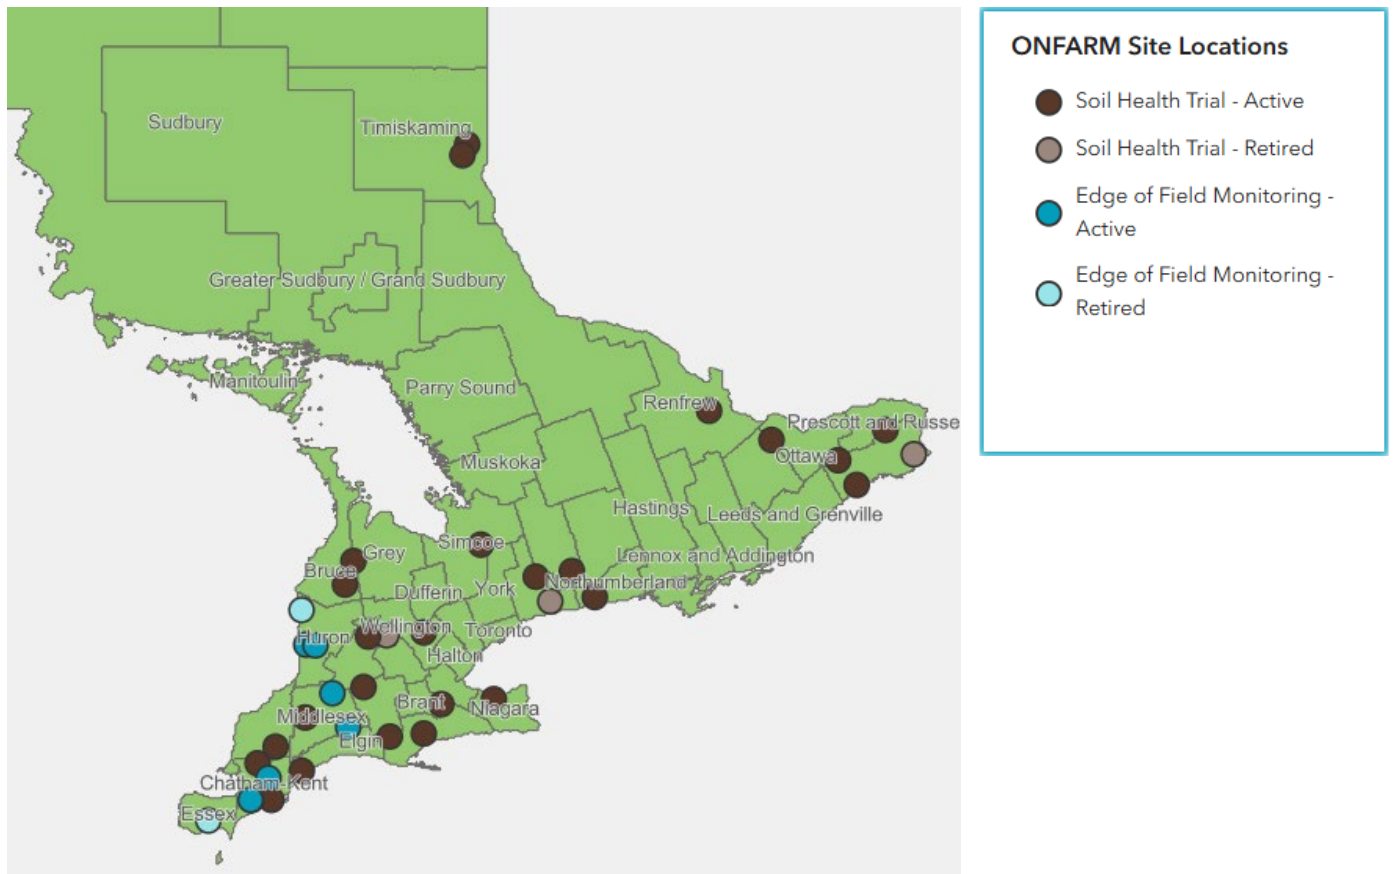 Sudbury
Timiskaming
Greater Sudbury / Grand Sudbury
Manitoulin
Parry Sound
Renfrew
Prescott and Russe
Muskoka
Ottawa
Hastings
Leeds and Grenville
Simcoe
Grey
Lennox and Addington
Bruce
Northumberland
Dufferin
York
Wellington
Toronto
Huron
Halton
Brant
Niagara
Middlesex
Elgin
Chatham-Kent
Essex
ONFARM Site Locations
Soil Health Trial - Active
Soil Health Trial - Retired
Edge of Field Monitoring -
Active
Edge of Field Monitoring -
Retired